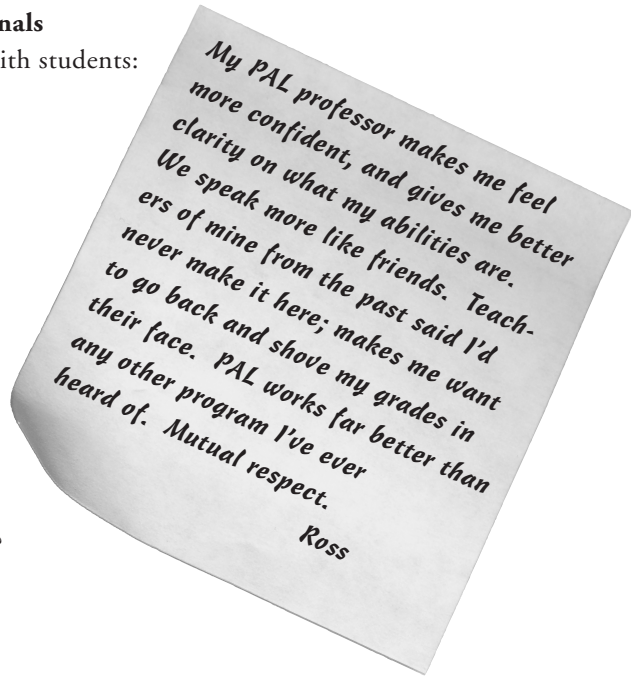 nals
ith students:
My PAL professor makes me feel
more confident, and gives me better
clarity on what my abilities are.
We speak more like friends.  Teach-
ers of mine from the past said I'd
never make it here; makes me want
to go back and shove my grades in
their face.  PAL works far better than
any other program I've ever
heard of.  Mutual respect.
Ross